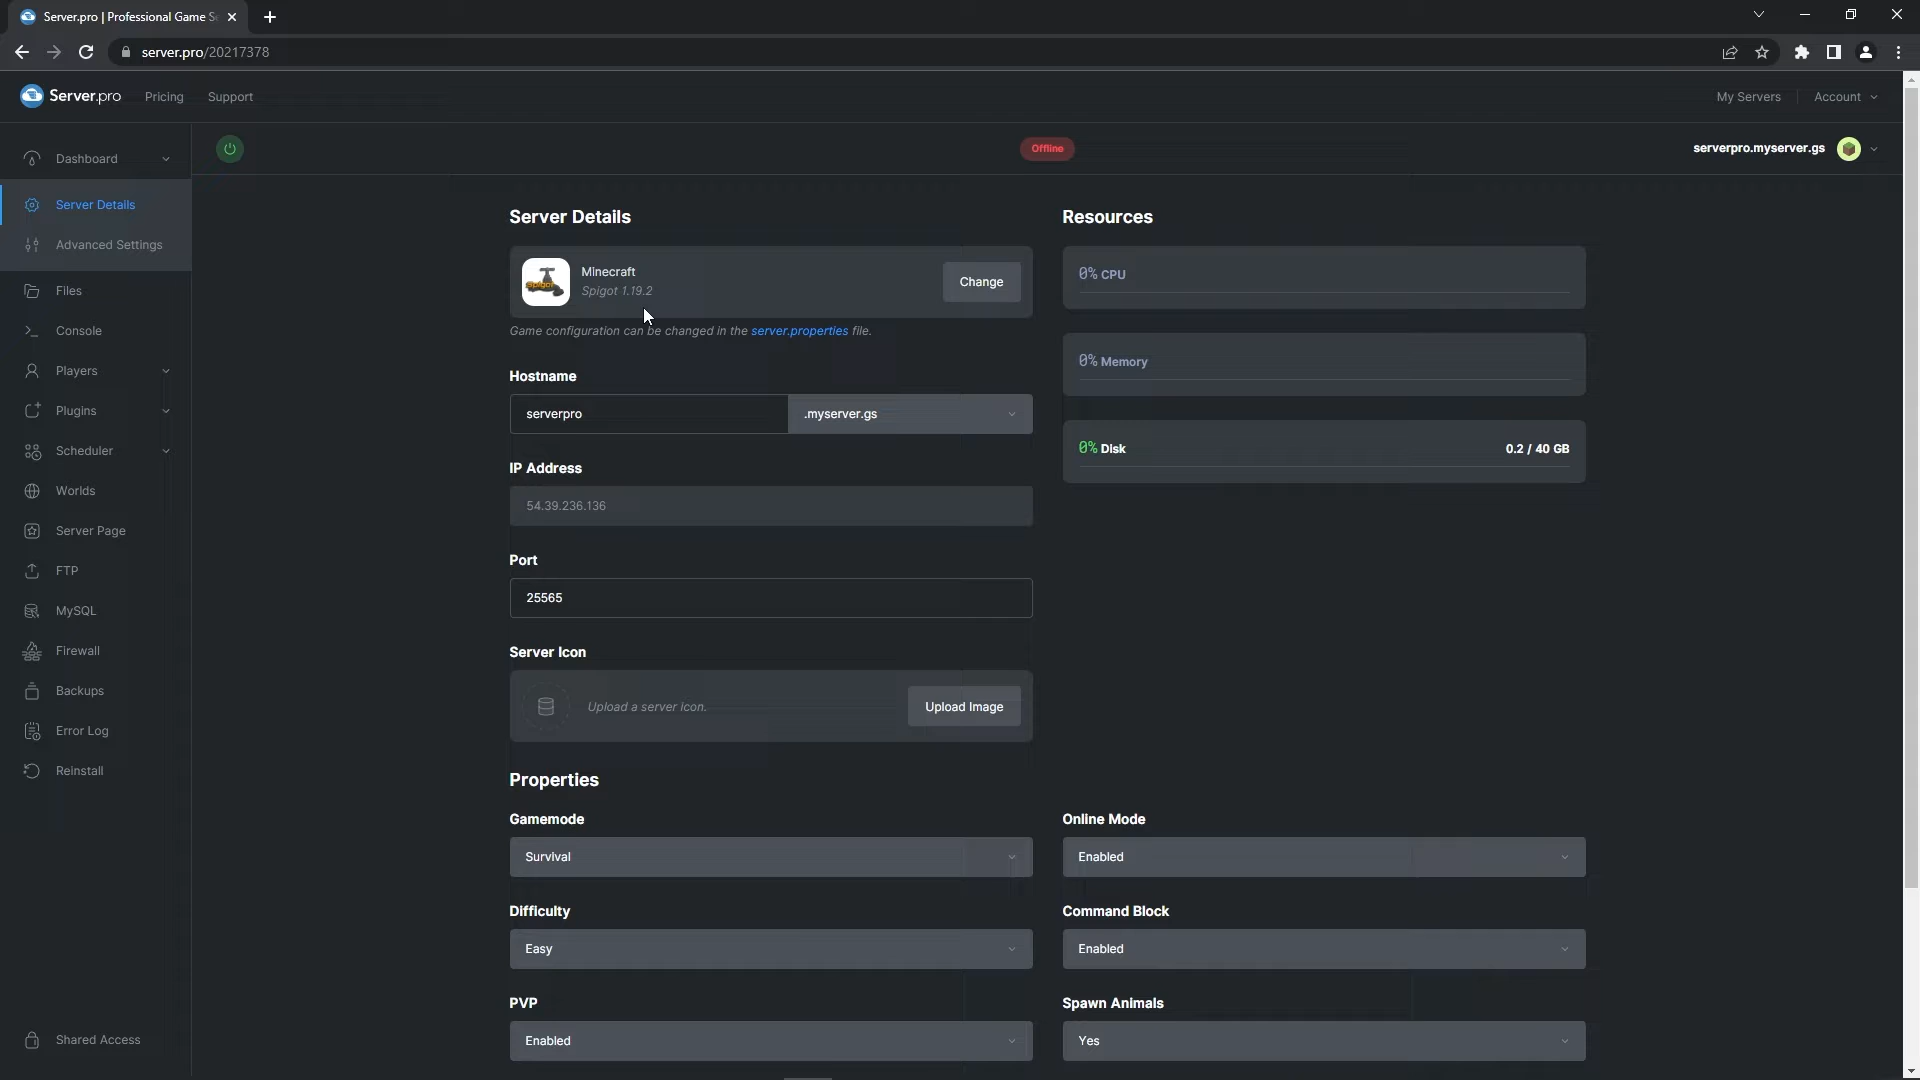 Server.pro | Professional Game S
server.pro/20217378
Server.pro
Pricing
Support
My Servers
Account
Dashboard
Offline
serverpro.myserver.gs
Server Details
Advanced Settings
Files
Console
Players
Plugins
Scheduler
Worlds
Server Page
FTP
MySQL
Firewall
Backups
Error Log
Reinstall
Shared Access
Server Details
Minecraft
Spigot 1.19.2
Change
Game configuration can be changed in the server.properties file.
Hostname
serverpro
.myserver.gs
IP Address
54.39.236.136
Port
25565
Server Icon
Upload a server icon.
Upload Image
Resources
0% CPU
0% Memory
0% Disk
0.2 / 40 GB
Properties
Gamemode
Survival
Online Mode
Enabled
Difficulty
Easy
Command Block
Enabled
PVP
Enabled
Spawn Animals
Yes